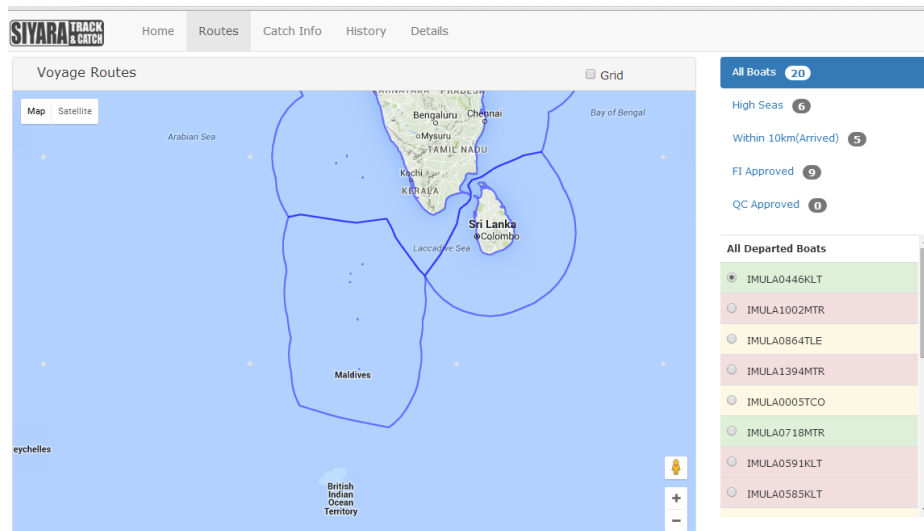 SIYARA TRACK & CATCH
Home Routes Catch Info History Details
Voyage Routes
Grid
Map Satellite
KARNATAKA PRADESH
Bengaluru
Chennai
Bay of Bengal
Arabian Sea
Mysuru
TAMIL NADU
Kochi
KERALA
Sri Lanka
Colombo
Laccadive Sea
Maldives
eychelles
British
Indian
Ocean
Territory
+
−
All Boats 20
High Seas 6
Within 10km(Arrived) 5
FI Approved 9
QC Approved 0
All Departed Boats
IMULA0446KLT
IMULA1002MTR
IMULA0864TLE
IMULA1394MTR
IMULA0005TCO
IMULA0718MTR
IMULA0591KLT
IMULA0585KLT